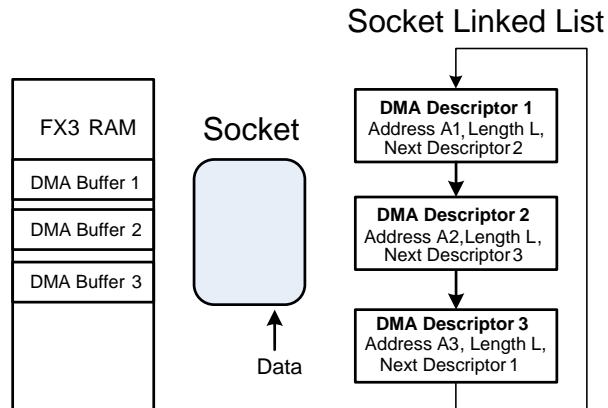 Socket Linked List
FX3 RAM
DMA Buffer 1
DMA Buffer 2
DMA Buffer 3
Socket
Data
DMA Descriptor 1
Address A1, Length L,
Next Descriptor 2
DMA Descriptor 2
Address A2,Length L,
Next Descriptor 3
DMA Descriptor 3
Address A3, Length L,
Next Descriptor 1